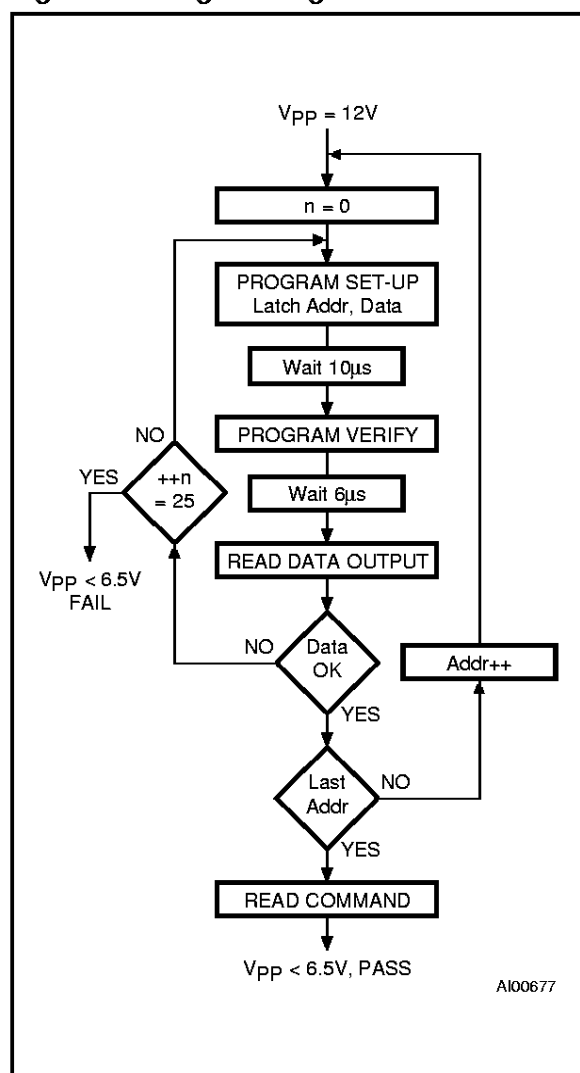 VPP = 12V
n = 0
PROGRAM SET-UP
Latch Addr, Data
Wait 10µs
NO
PROGRAM VERIFY
YES
++n
= 25
Wait 6µs
READ DATA OUTPUT
VPP < 6.5V
FAIL
NO
Data
OK
Addr++
YES
Last
Addr
NO
YES
READ COMMAND
VPP < 6.5V, PASS
AI00677